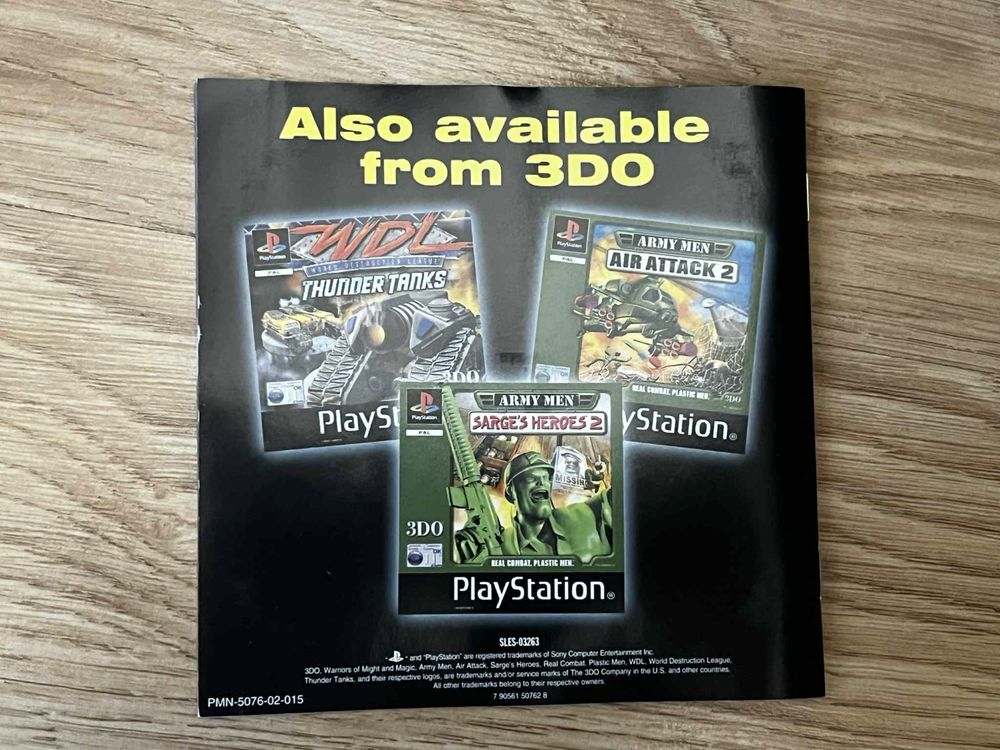 Also available
from 3DO
PlayStation
PAL
WDL
WORLD DESTRUCTION LEAGUE
THUNDER TANKS
3DO
PlaySt
PlayStation
PAL
ARMY MEN
AIR ATTACK 2
REAL COMBAT. PLASTIC MEN.
3DO
yStation®
PlayStation
PAL
ARMY MEN
SARGE'S HEROES 2
MISSING
3DO
REAL COMBAT. PLASTIC MEN.
PlayStation®
SLES-03263
- and "PlayStation" are registered trademarks of Sony Computer Entertainment Inc.
3DO, Warriors of Might and Magic, Army Men, Air Attack, Sarge's Heroes, Real Combat. Plastic Men, WDL, World Destruction League,
Thunder Tanks, and their respective logos, are trademarks and/or service marks of The 3DO Company in the U.S. and other countries.
All other trademarks belong to their respective owners.
7 90561 50762 8
PMN-5076-02-015